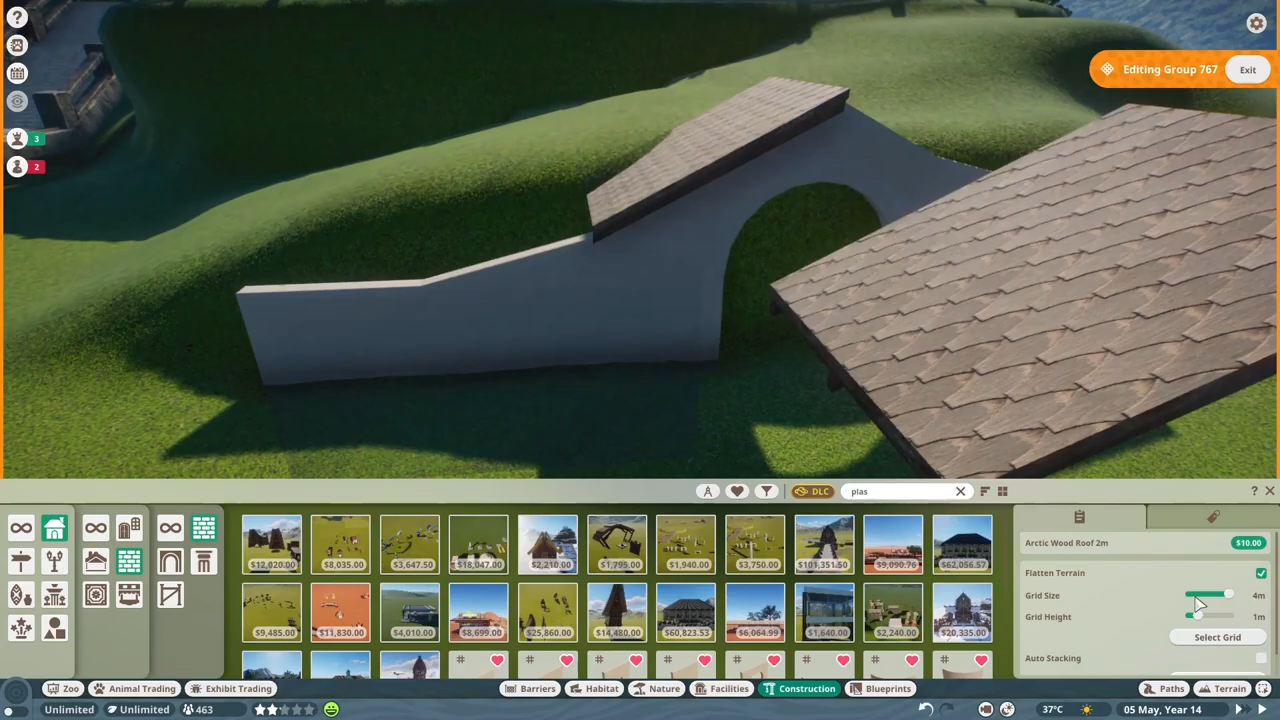 ?
Editing Group 767
Exit
3
2
DLC
plas
?
$12,020.00
$8,035.00
$3,647.50
$18,047.00
$2,210.00
$1,795.00
$1,940.00
$3,750.00
$101,351.50
$9,090.76
$62,056.57
$9,485.00
$11,830.00
$4,010.00
$8,699.00
$25,860.00
$14,480.00
$60,823.53
$6,064.99
$1,640.00
$2,240.00
$20,335.00
Arctic Wood Roof 2m
$10.00
Flatten Terrain
Grid Size
4m
Grid Height
1m
Select Grid
Auto Stacking
Zoo
Animal Trading
Exhibit Trading
Barriers
Habitat
Nature
Facilities
Construction
Blueprints
Paths
Terrain
Unlimited
Unlimited
463
37°C
05 May, Year 14